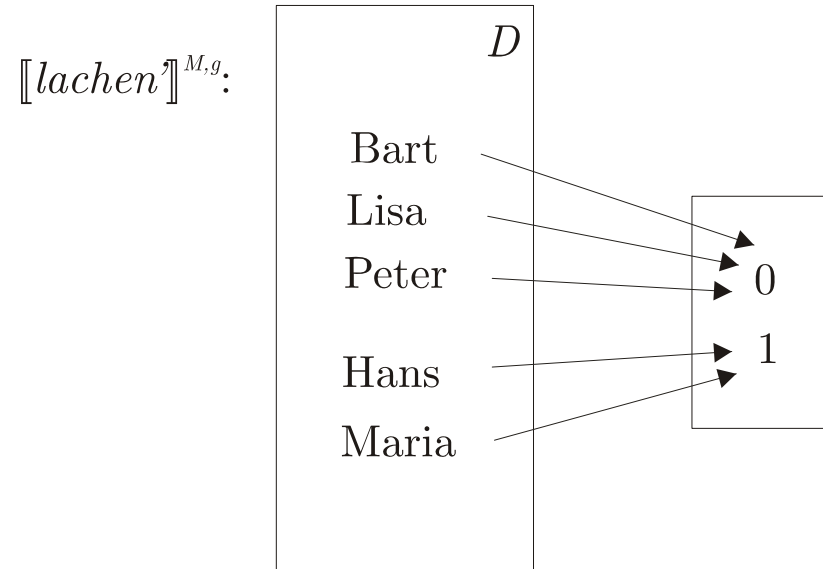 ⟦lachen’⟧M,g:
D
Bart
Lisa
Peter
Hans
Maria
0
1